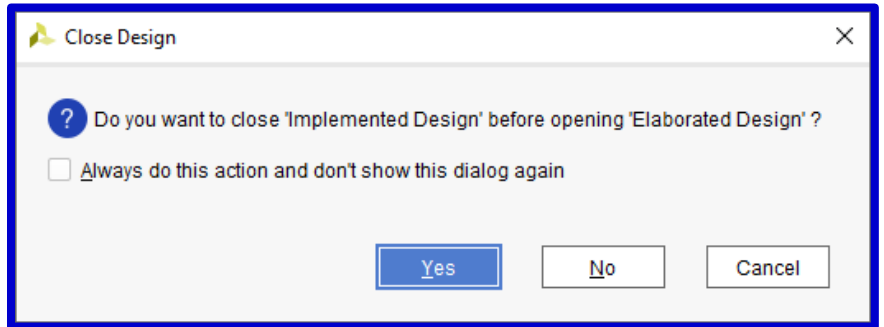 Close Design
? Do you want to close 'Implemented Design' before opening 'Elaborated Design' ?
Always do this action and don't show this dialog again
Yes No Cancel